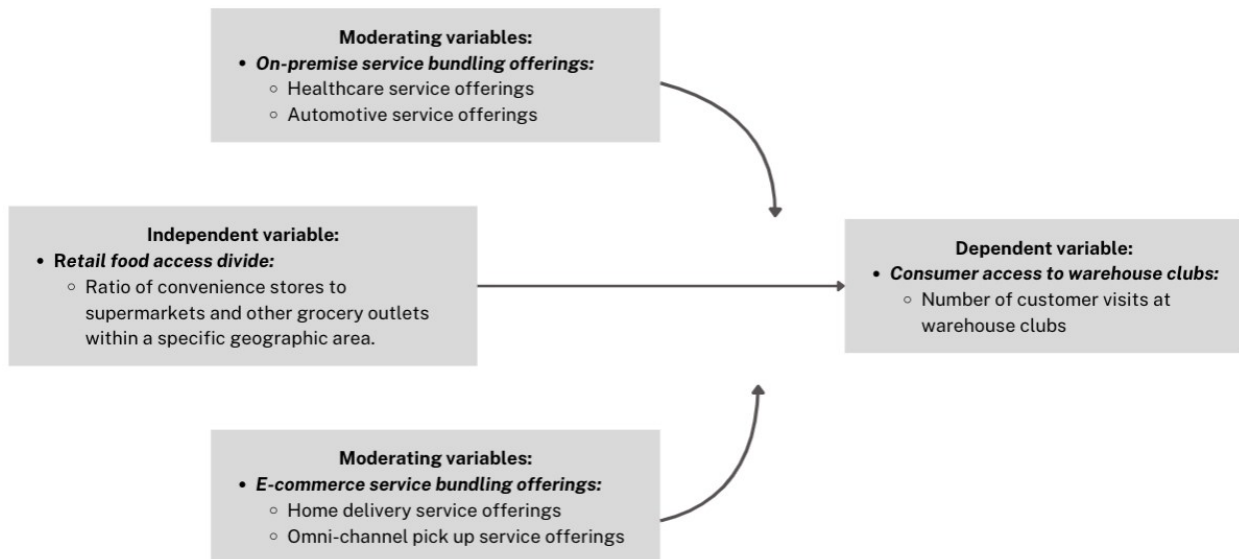 Moderating variables:
• On-premise service bundling offerings:
○ Healthcare service offerings
○ Automotive service offerings
Independent variable:
• Retail food access divide:
○ Ratio of convenience stores to
supermarkets and other grocery outlets
within a specific geographic area.
Dependent variable:
• Consumer access to warehouse clubs:
○ Number of customer visits at
warehouse clubs
Moderating variables:
• E-commerce service bundling offerings:
○ Home delivery service offerings
○ Omni-channel pick up service offerings